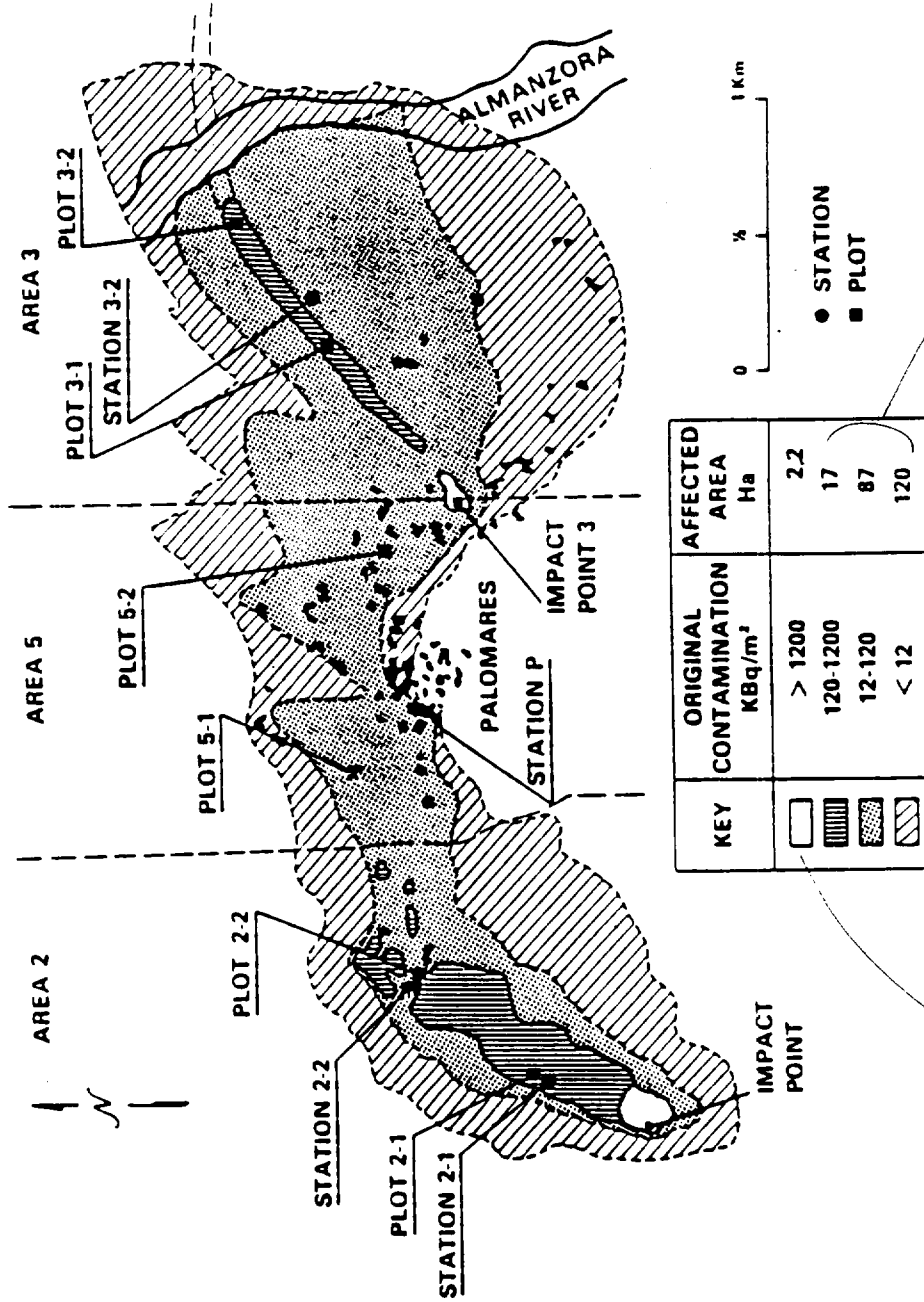 AREA 2
AREA 5
AREA 3
N
STATION 2-2
PLOT 2-2
PLOT 2-1
STATION 2-1
PLOT 5-1
PLOT 5-2
PLOT 3-1
STATION 3-2
PLOT 3-2
ALMANZORA
RIVER
PALOMARES
STATION P
IMPACT
POINT 3
IMPACT
POINT
0 ½ 1 Km
STATION
PLOT
KEY
ORIGINAL
CONTAMINATION
KBq/m²
AFFECTED
AREA
Ha
> 1200 2.2
120-1200 17
12-120 87
< 12 120